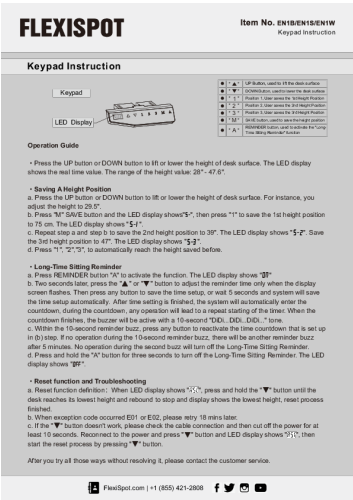 FLEXISPOT
Item No. EN1B/EN1S/EN1W
Keypad Instruction
Keypad Instruction
Keypad
LED Display
"▲" UP Button, used to lift the desk surface
"▼" DOWN Button, used to lower the desk surface
"1" Position 1, User saves the 1st Height Position
"2" Position 2, User saves the 2nd Height Position
"3" Position 3, User saves the 3rd Height Position
"M" SAVE button, used to save the height position
"A" REMINDER button, used to activate the "Long-
Time Sitting Reminder" function
Operation Guide
• Press the UP button or DOWN button to lift or lower the height of desk surface. The LED display
shows the real time value. The range of the height value: 28" - 47.6".
• Saving A Height Position
a. Press the UP button or DOWN button to lift or lower the height of desk surface. For instance, you
adjust the height to 29.5".
b. Press "M" SAVE button and the LED display shows"S-", then press "1" to save the 1st height position
to 75 cm. The LED display shows "S-1".
c. Repeat step a and step b to save the 2nd height position to 39". The LED display shows "S-2". Save
the 3rd height position to 47". The LED display shows "S-3".
d. Press "1", "2","3", to automatically reach the height saved before.
• Long-Time Sitting Reminder
a. Press REMINDER button "A" to activate the function. The LED display shows "0T"
b. Two seconds later, press the "▲" or "▼" button to adjust the reminder time only when the display
screen flashes. Then press any button to save the time setup, or wait 5 seconds and system will save
the time setup automatically. After time setting is finished, the system will automatically enter the
countdown, during the countdown, any operation will lead to a repeat starting of the timer. When the
countdown finishes, the buzzer will be active with a 10-second "DiDi...DiDi...DiDi..." tone.
c. Within the 10-second reminder buzz, press any button to reactivate the time countdown that is set up
in (b) step. If no operation during the 10-second reminder buzz, there will be another reminder buzz
after 5 minutes. No operation during the second buzz will turn off the Long-Time Sitting Reminder.
d. Press and hold the "A" button for three seconds to turn off the Long-Time Sitting Reminder. The LED
display shows "0FF".
• Reset function and Troubleshooting
a. Reset function definition: When LED display shows " ", press and hold the "▼" button until the
desk reaches its lowest height and rebound to stop and display shows the lowest height, reset process
finished.
b. When exception code occurred E01 or E02, please retry 18 mins later.
c. If the "▼" button doesn't work, please check the cable connection and then cut off the power for at
least 10 seconds. Reconnect to the power and press "▼" button and LED display shows " ", then
start the reset process by pressing "▼" button.
After you try all those ways without resolving it, please contact the customer service.
FlexiSpot.com | +1 (855) 421-2808